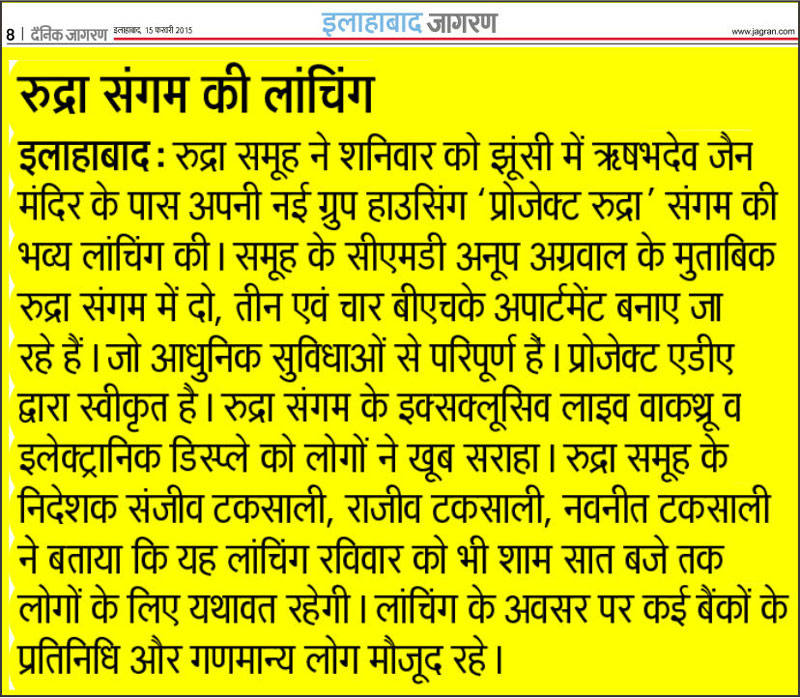 इलाहाबाद जागरण
8 | दैनिक जागरण इलाहाबाद, 15 फरवरी 2015 www.jagran.com
रुद्रा संगम की लांचिंग
इलाहाबाद : रुद्रा समूह ने शनिवार को झूंसी में ऋषभदेव जैन
मंदिर के पास अपनी नई ग्रुप हाउसिंग ‘प्रोजेक्ट रुद्रा’ संगम की
भव्य लांचिंग की। समूह के सीएमडी अनूप अग्रवाल के मुताबिक
रुद्रा संगम में दो, तीन एवं चार बीएचके अपार्टमेंट बनाए जा
रहे हैं। जो आधुनिक सुविधाओं से परिपूर्ण हैं। प्रोजेक्ट एडीए
द्वारा स्वीकृत है। रुद्रा संगम के इक्सक्लूसिव लाइव वाकथ्रू व
इलेक्ट्रानिक डिस्प्ले को लोगों ने खूब सराहा। रुद्रा समूह के
निदेशक संजीव टकसाली, राजीव टकसाली, नवनीत टकसाली
ने बताया कि यह लांचिंग रविवार को भी शाम सात बजे तक
लोगों के लिए यथावत रहेगी। लांचिंग के अवसर पर कई बैंकों के
प्रतिनिधि और गणमान्य लोग मौजूद रहे।